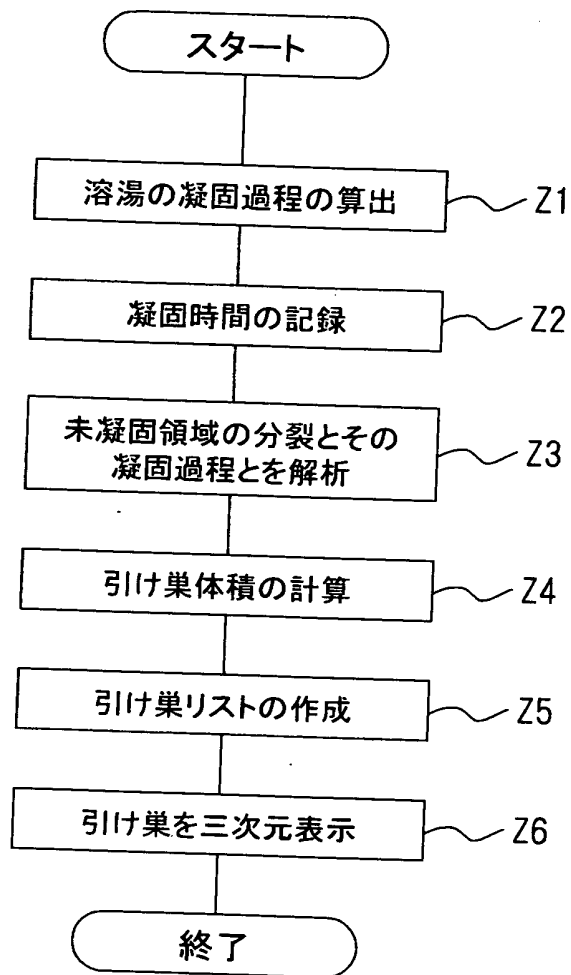 スタート
溶湯の凝固過程の算出
Z1
凝固時間の記録
Z2
未凝固領域の分裂とその
凝固過程とを解析
Z3
引け巣体積の計算
Z4
引け巣リストの作成
Z5
引け巣を三次元表示
Z6
終了